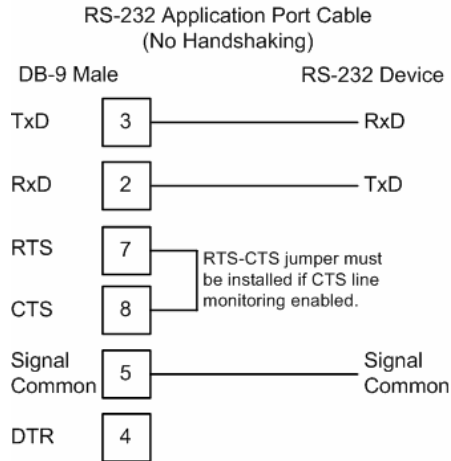 RS-232 Application Port Cable
(No Handshaking)
DB-9 Male RS-232 Device
TxD 3 RxD
RxD 2 TxD
RTS 7
RTS-CTS jumper must
be installed if CTS line
monitoring enabled.
CTS 8
Signal
Common 5 Signal
Common
DTR 4